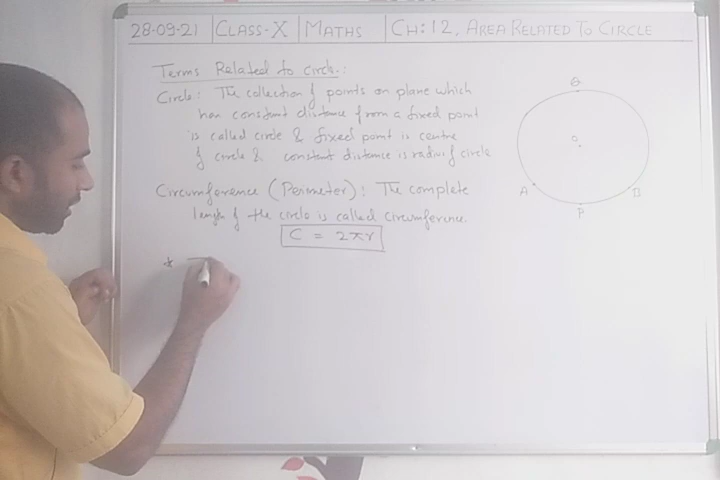 28-09-21 CLASS-X MATHS CH:12, AREA RELATED TO CIRCLE
Terms Related to circle:
Circle: The collection of points on plane which
has constant distance from a fixed point
is called circle & fixed point is centre
of circle & constant distance is radius of circle
Circumference (Perimeter): The complete
length of the circle is called circumference.
C = 2πr
*
Q
O
A
B
P